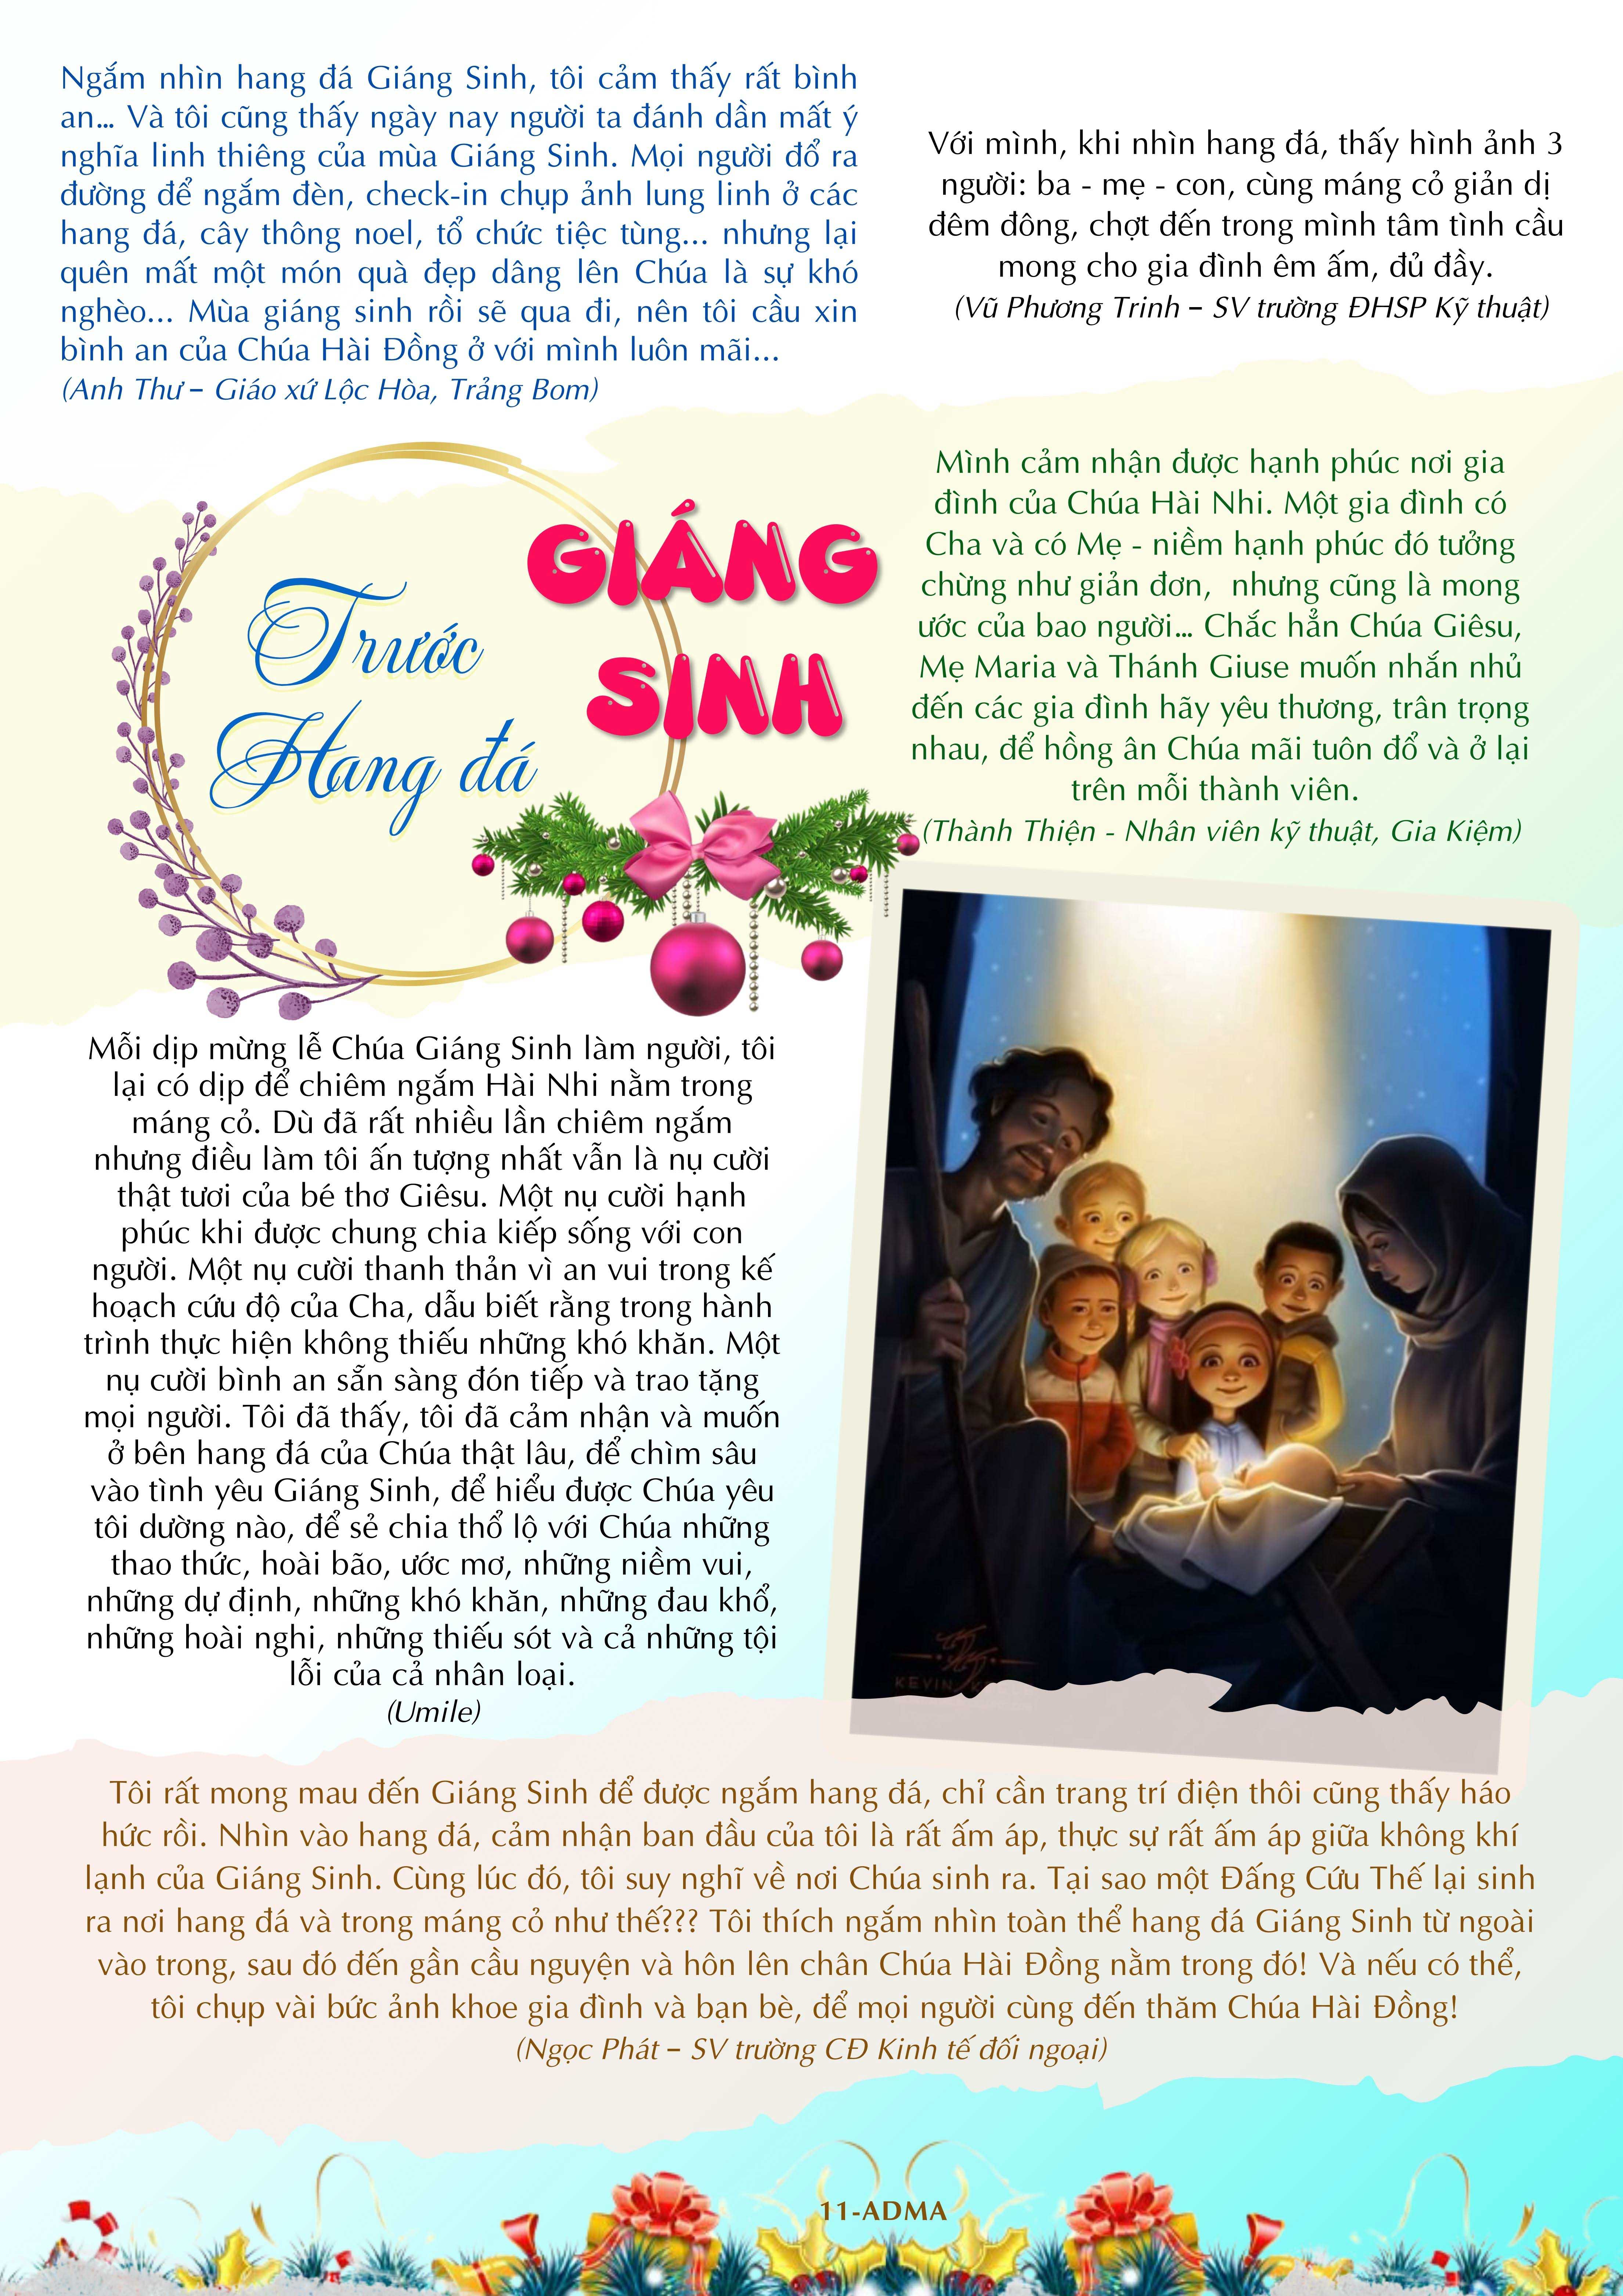 Ngắm nhìn hang đá Giáng Sinh, tôi cảm thấy rất bình
an... Và tôi cũng thấy ngày nay người ta đánh dần mất ý
nghĩa linh thiêng của mùa Giáng Sinh. Mọi người đổ ra
đường để ngắm đèn, check-in chụp ảnh lung linh ở các
hang đá, cây thông noel, tổ chức tiệc tùng... nhưng lại
quên mất một món quà đẹp dâng lên Chúa là sự khó
nghèo... Mùa giáng sinh rồi sẽ qua đi, nên tôi cầu xin
bình an của Chúa Hài Đồng ở với mình luôn mãi...
(Anh Thư – Giáo xứ Lộc Hòa, Trảng Bom)
Với mình, khi nhìn hang đá, thấy hình ảnh 3
người: ba - mẹ - con, cùng máng cỏ giản dị
đêm đông, chợt đến trong mình tâm tình cầu
mong cho gia đình êm ấm, đủ đầy.
(Vũ Phương Trinh – SV trường ĐHSP Kỹ thuật)
Trước
Hang đá
GIÁNG
SINH
Mình cảm nhận được hạnh phúc nơi gia
đình của Chúa Hài Nhi. Một gia đình có
Cha và có Mẹ - niềm hạnh phúc đó tưởng
chừng như giản đơn, nhưng cũng là mong
ước của bao người... Chắc hẳn Chúa Giêsu,
Mẹ Maria và Thánh Giuse muốn nhắn nhủ
đến các gia đình hãy yêu thương, trân trọng
nhau, để hồng ân Chúa mãi tuôn đổ và ở lại
trên mỗi thành viên.
(Thành Thiện - Nhân viên kỹ thuật, Gia Kiệm)
Mỗi dịp mừng lễ Chúa Giáng Sinh làm người, tôi
lại có dịp để chiêm ngắm Hài Nhi nằm trong
máng cỏ. Dù đã rất nhiều lần chiêm ngắm
nhưng điều làm tôi ấn tượng nhất vẫn là nụ cười
thật tươi của bé thơ Giêsu. Một nụ cười hạnh
phúc khi được chung chia kiếp sống với con
người. Một nụ cười thanh thản vì an vui trong kế
hoạch cứu độ của Cha, dẫu biết rằng trong hành
trình thực hiện không thiếu những khó khăn. Một
nụ cười bình an sẵn sàng đón tiếp và trao tặng
mọi người. Tôi đã thấy, tôi đã cảm nhận và muốn
ở bên hang đá của Chúa thật lâu, để chìm sâu
vào tình yêu Giáng Sinh, để hiểu được Chúa yêu
tôi dường nào, để sẻ chia thổ lộ với Chúa những
thao thức, hoài bão, ước mơ, những niềm vui,
những dự định, những khó khăn, những đau khổ,
những hoài nghi, những thiếu sót và cả những tội
lỗi của cả nhân loại.
(Umile)
KEVIN
Tôi rất mong mau đến Giáng Sinh để được ngắm hang đá, chỉ cần trang trí điện thôi cũng thấy háo
hức rồi. Nhìn vào hang đá, cảm nhận ban đầu của tôi là rất ấm áp, thực sự rất ấm áp giữa không khí
lạnh của Giáng Sinh. Cùng lúc đó, tôi suy nghĩ về nơi Chúa sinh ra. Tại sao một Đấng Cứu Thế lại sinh
ra nơi hang đá và trong máng cỏ như thế??? Tôi thích ngắm nhìn toàn thể hang đá Giáng Sinh từ ngoài
vào trong, sau đó đến gần cầu nguyện và hôn lên chân Chúa Hài Đồng nằm trong đó! Và nếu có thể,
tôi chụp vài bức ảnh khoe gia đình và bạn bè, để mọi người cùng đến thăm Chúa Hài Đồng!
(Ngọc Phát – SV trường CĐ Kinh tế đối ngoại)
11-ADMA